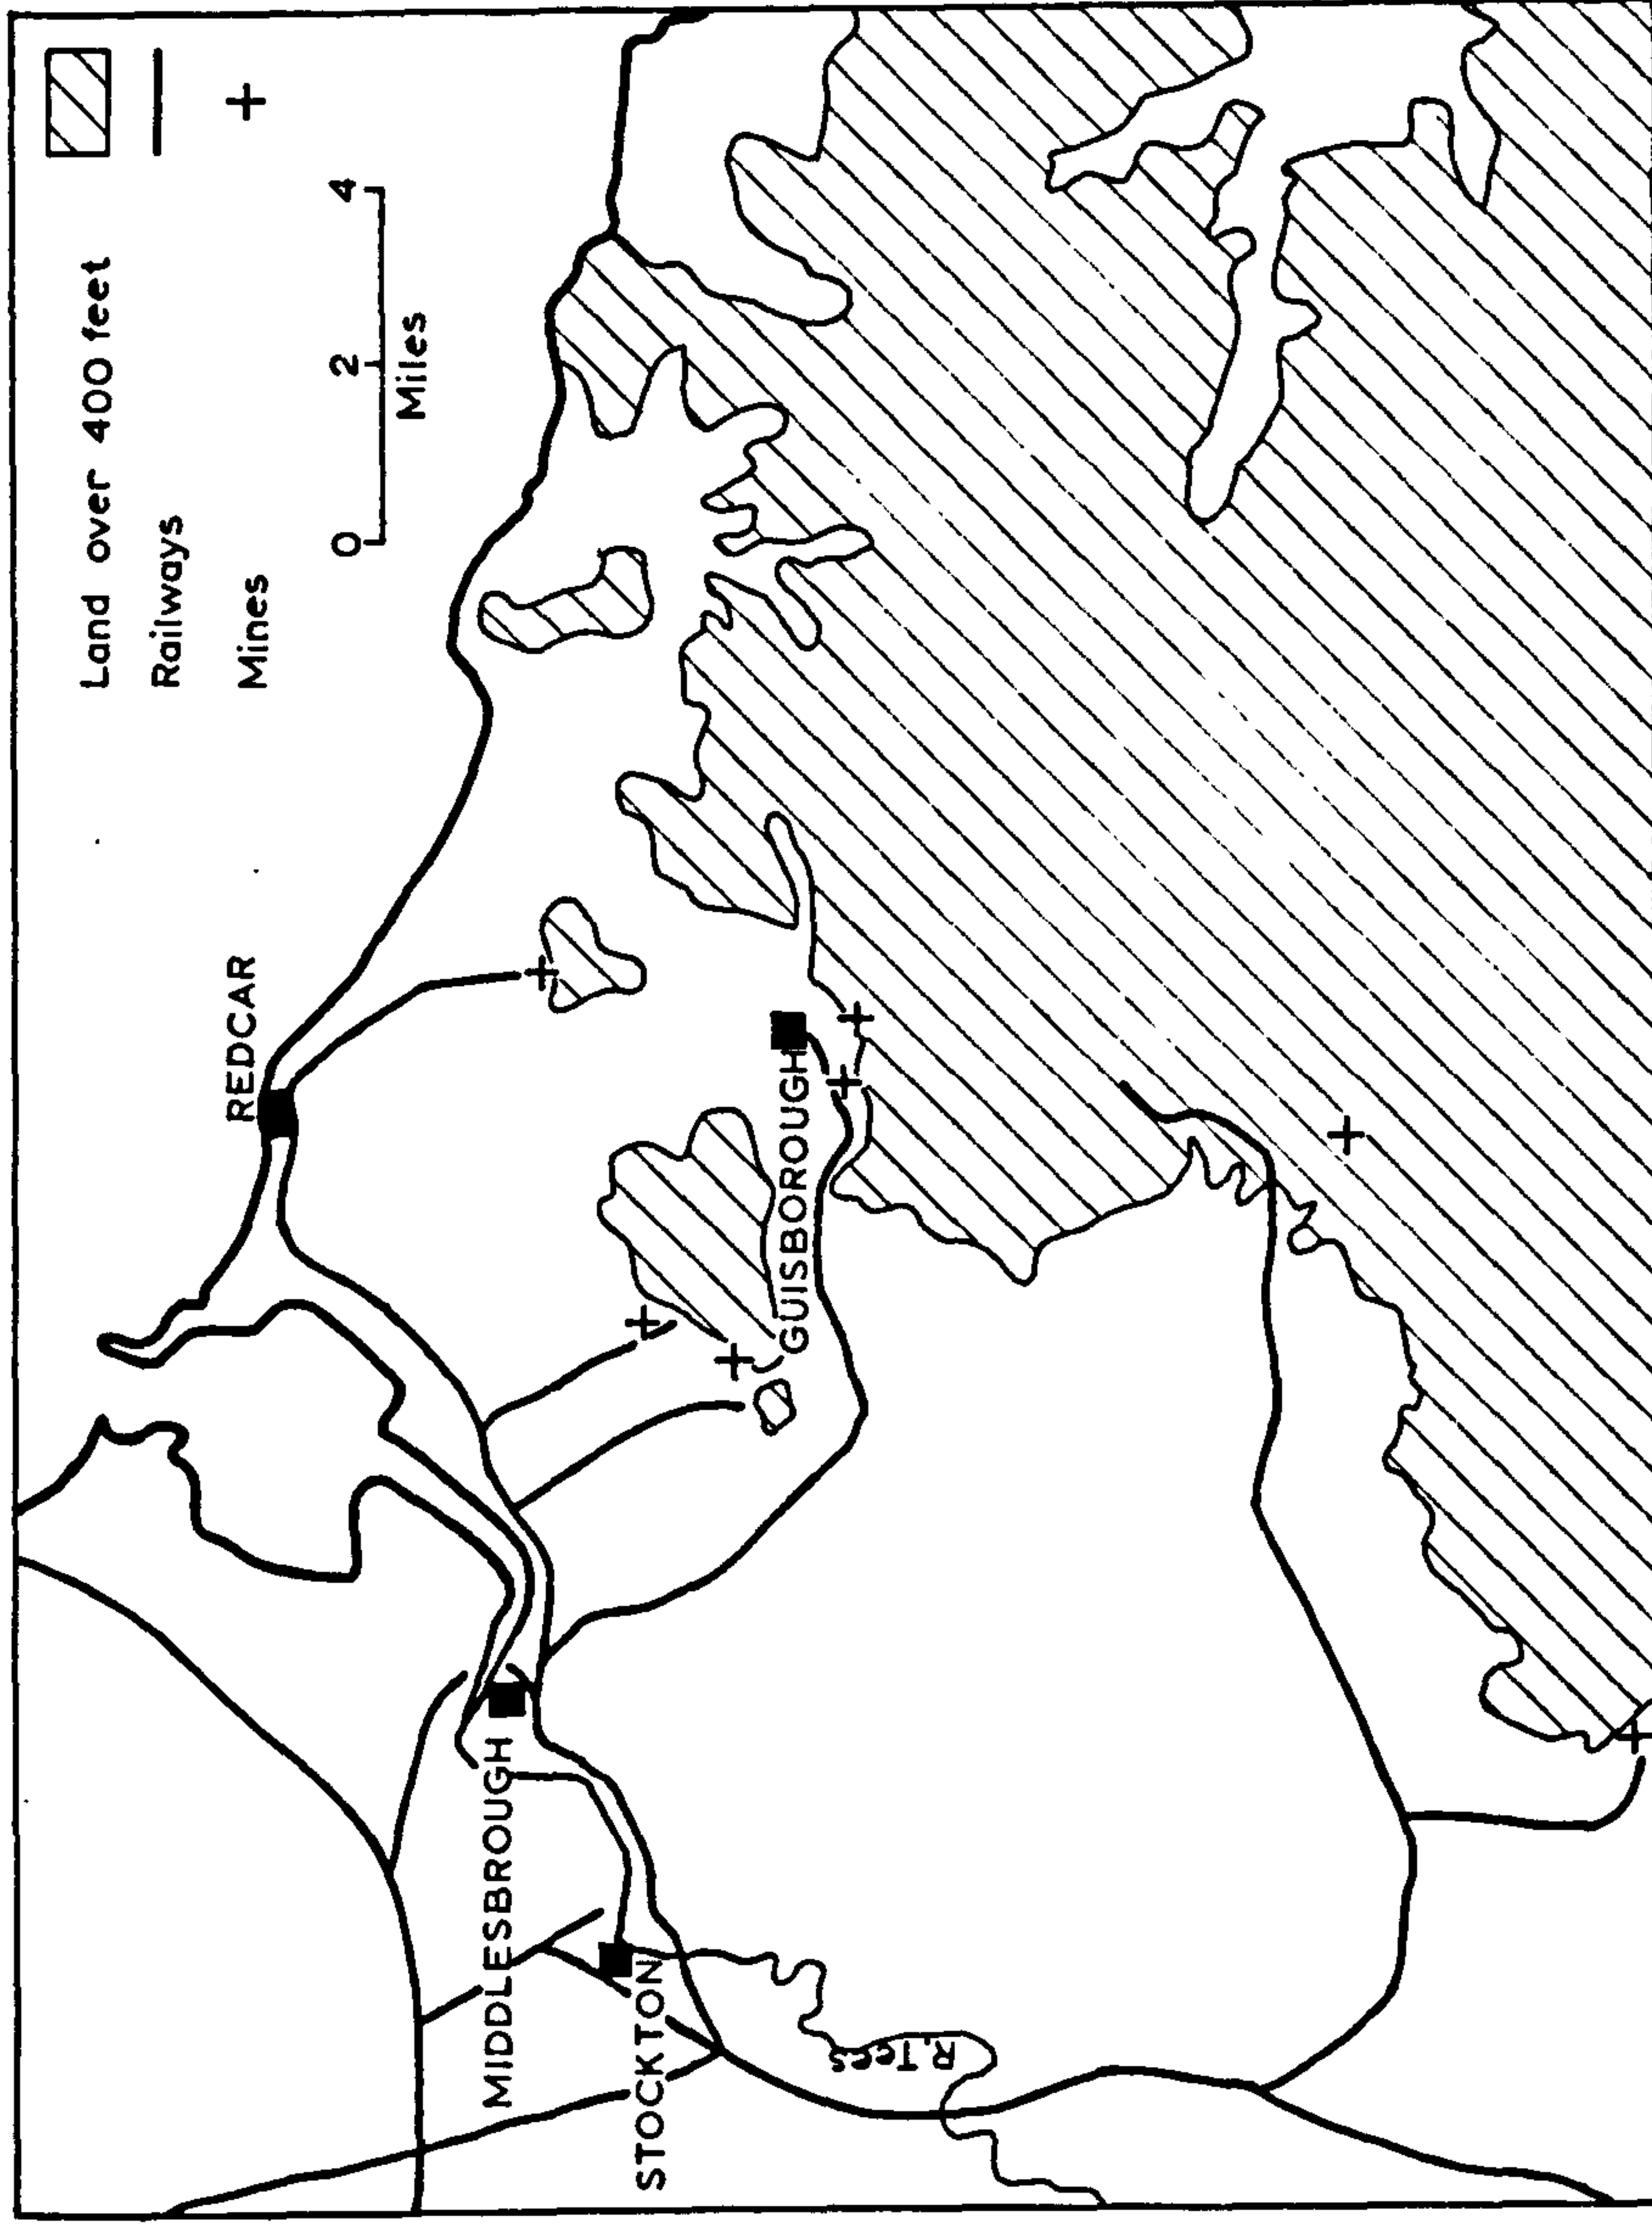 Land over 400 feet
Railways
Mines
0 2 4
Miles
REDCAR
GUISBOROUGH
MIDDLESBROUGH
STOCKTON
R.Tees